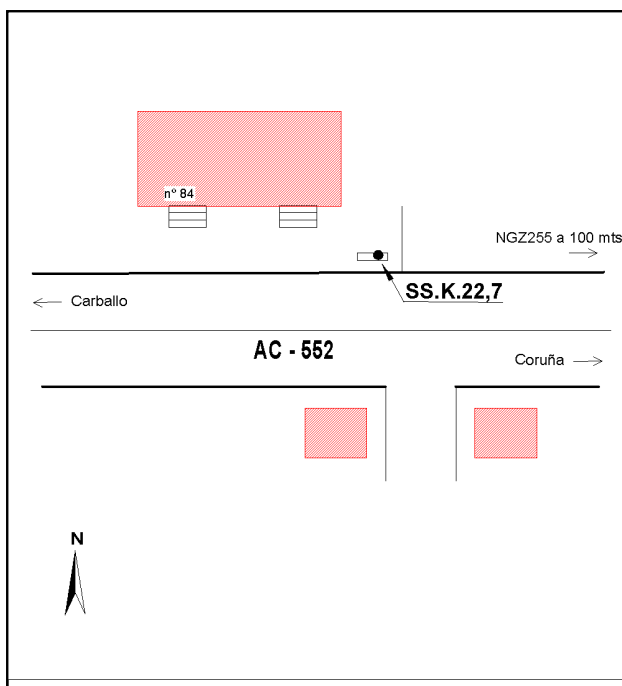 nº 84
NGZ255 a 100 mts
SS.K.22,7
Carballo
AC - 552
Coruña
N